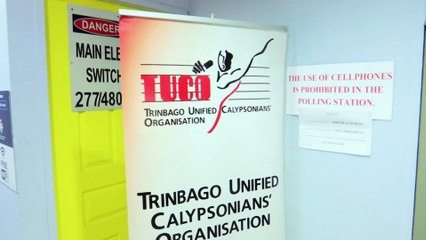 DANGER
MAIN ELE
SWITCH
277/480
TUCO
TRINBAGO UNIFIED CALYPSONIANS'
ORGANISATION
TRINBAGO UNIFIED
CALYPSONIANS'
ORGANISATION
THE USE OF CELLPHONES
IS PROHIBITED IN THE
POLLING STATION.